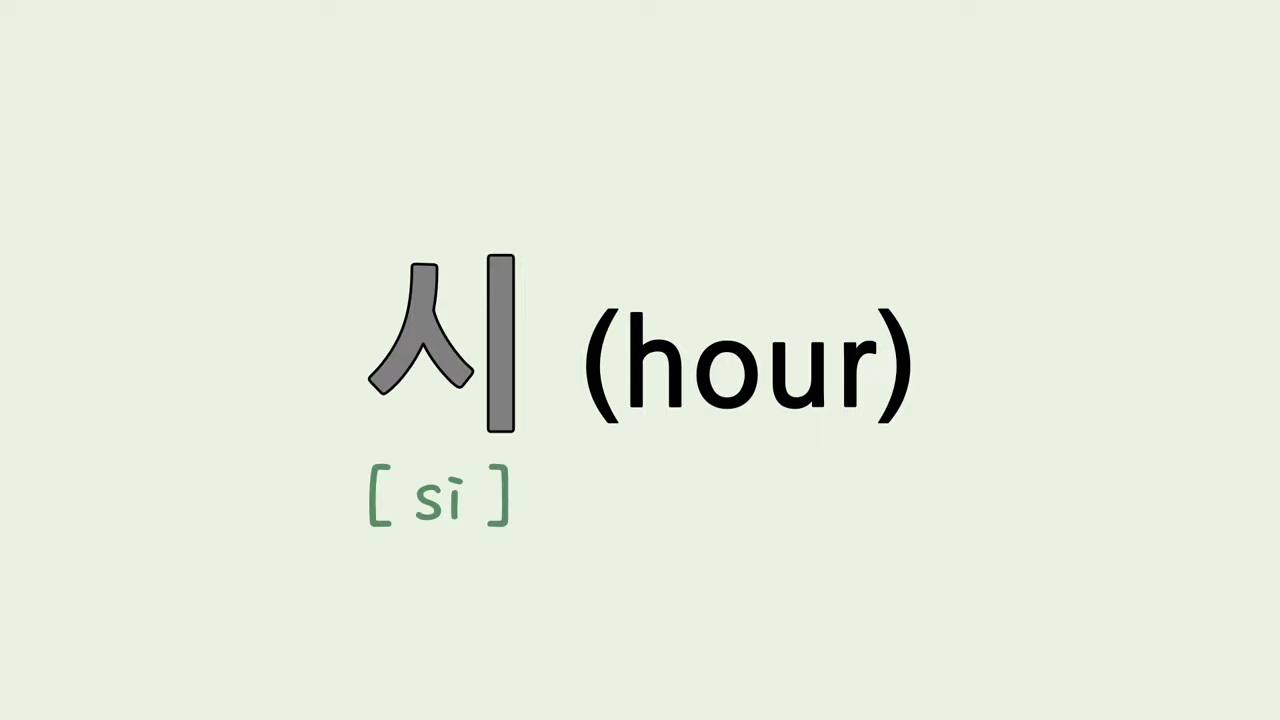 시 (hour)
[ sì ]